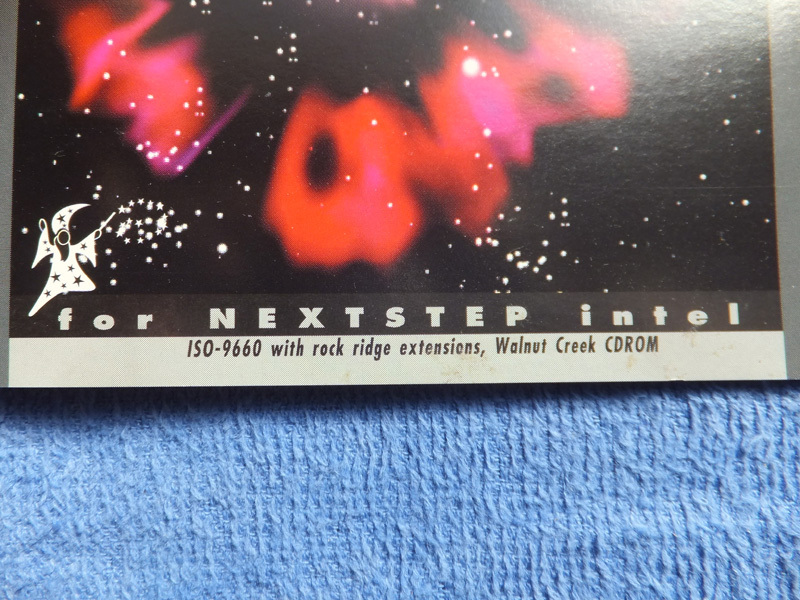 for NEXTSTEP intel
ISO-9660 with rock ridge extensions, Walnut Creek CDROM